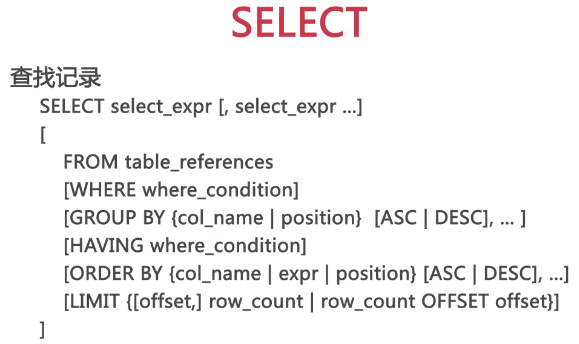 SELECT
查找记录
SELECT select_expr [, select_expr ...]
[
FROM table_references
[WHERE where_condition]
[GROUP BY {col_name | position} [ASC | DESC], ... ]
[HAVING where_condition]
[ORDER BY {col_name | expr | position} [ASC | DESC], ...]
[LIMIT {[offset,] row_count | row_count OFFSET offset}]
]